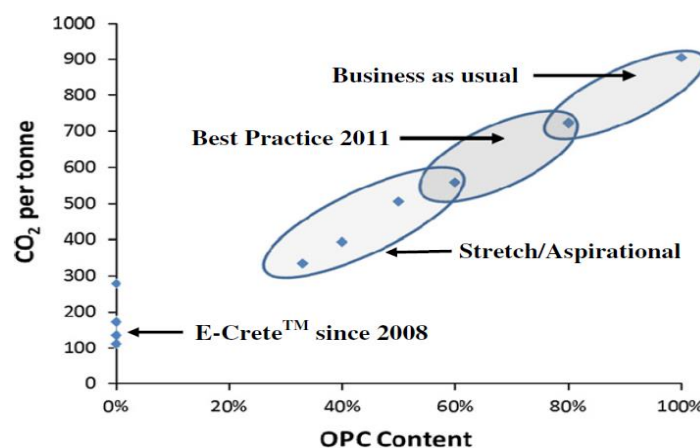 1000
900
Business as usual
800
700
Best Practice 2011
600
500
400
Stretch/Aspirational
300
200
E-Crete™ since 2008
100
0
CO₂ per tonne
0%
20%
40%
60%
80%
100%
OPC Content